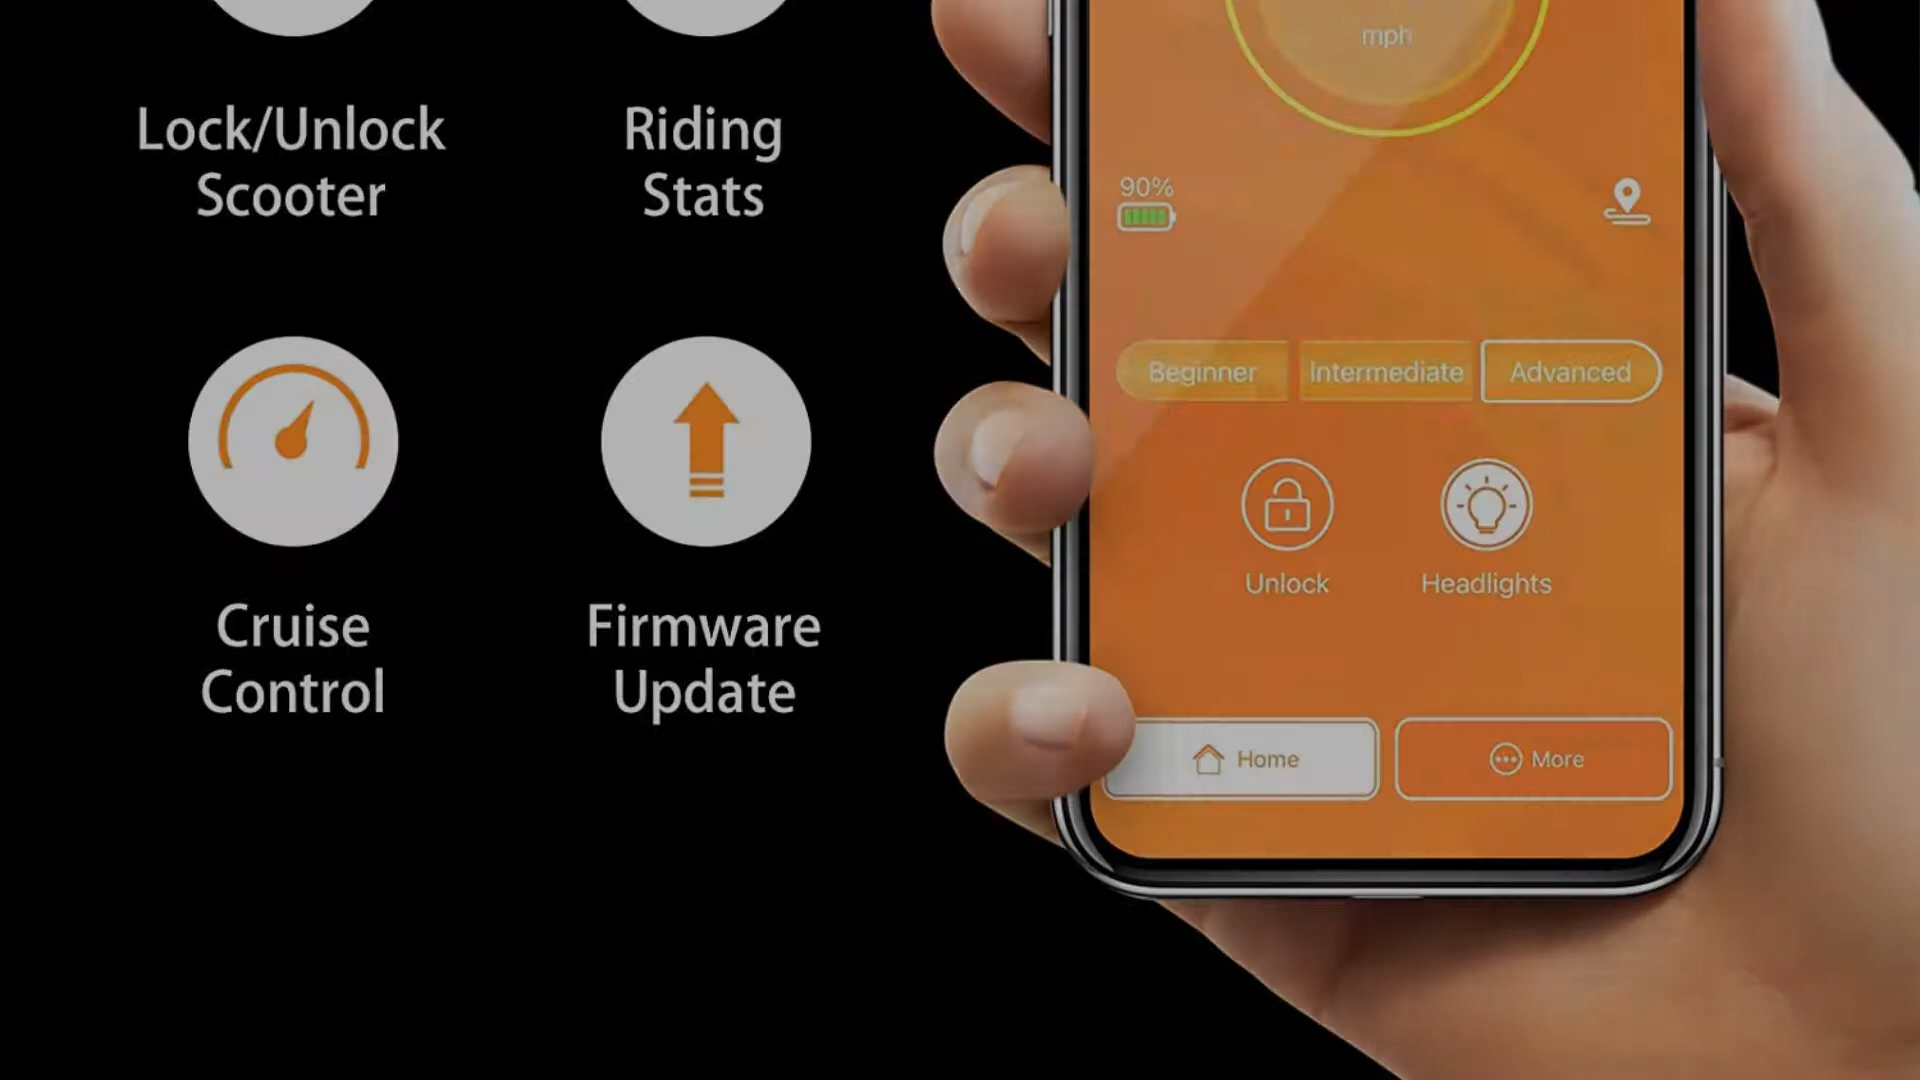 Lock/Unlock
Scooter
Riding
Stats
Cruise
Control
Firmware
Update
mph
90%
Beginner
Intermediate
Advanced
Unlock
Headlights
Home
More